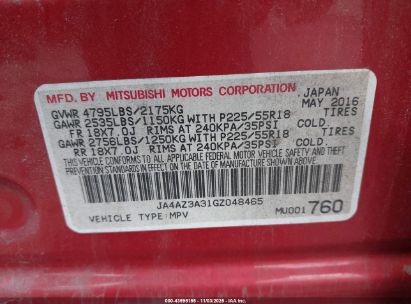 MFD. BY MITSUBISHI MOTORS CORPORATION JAPAN
GVWR 4795LBS/2175KG MAY 2016
GAWR 2535LBS/1150KG WITH P225/55R18 TIRES
FR 18X7.0J RIMS AT 240KPA/35PSI COLD
GAWR 2756LBS/1250KG WITH P225/55R18 TIRES
RR 18X7.0J RIMS AT 240KPA/35PSI COLD
THIS VEHICLE CONFORMS TO ALL APPLICABLE FEDERAL MOTOR VEHICLE SAFETY AND THEFT
PREVENTION STANDARDS IN EFFECT ON THE DATE OF MANUFACTURE SHOWN ABOVE.
JA4AZ3A31GZ048465
VEHICLE TYPE: MPV MU001760